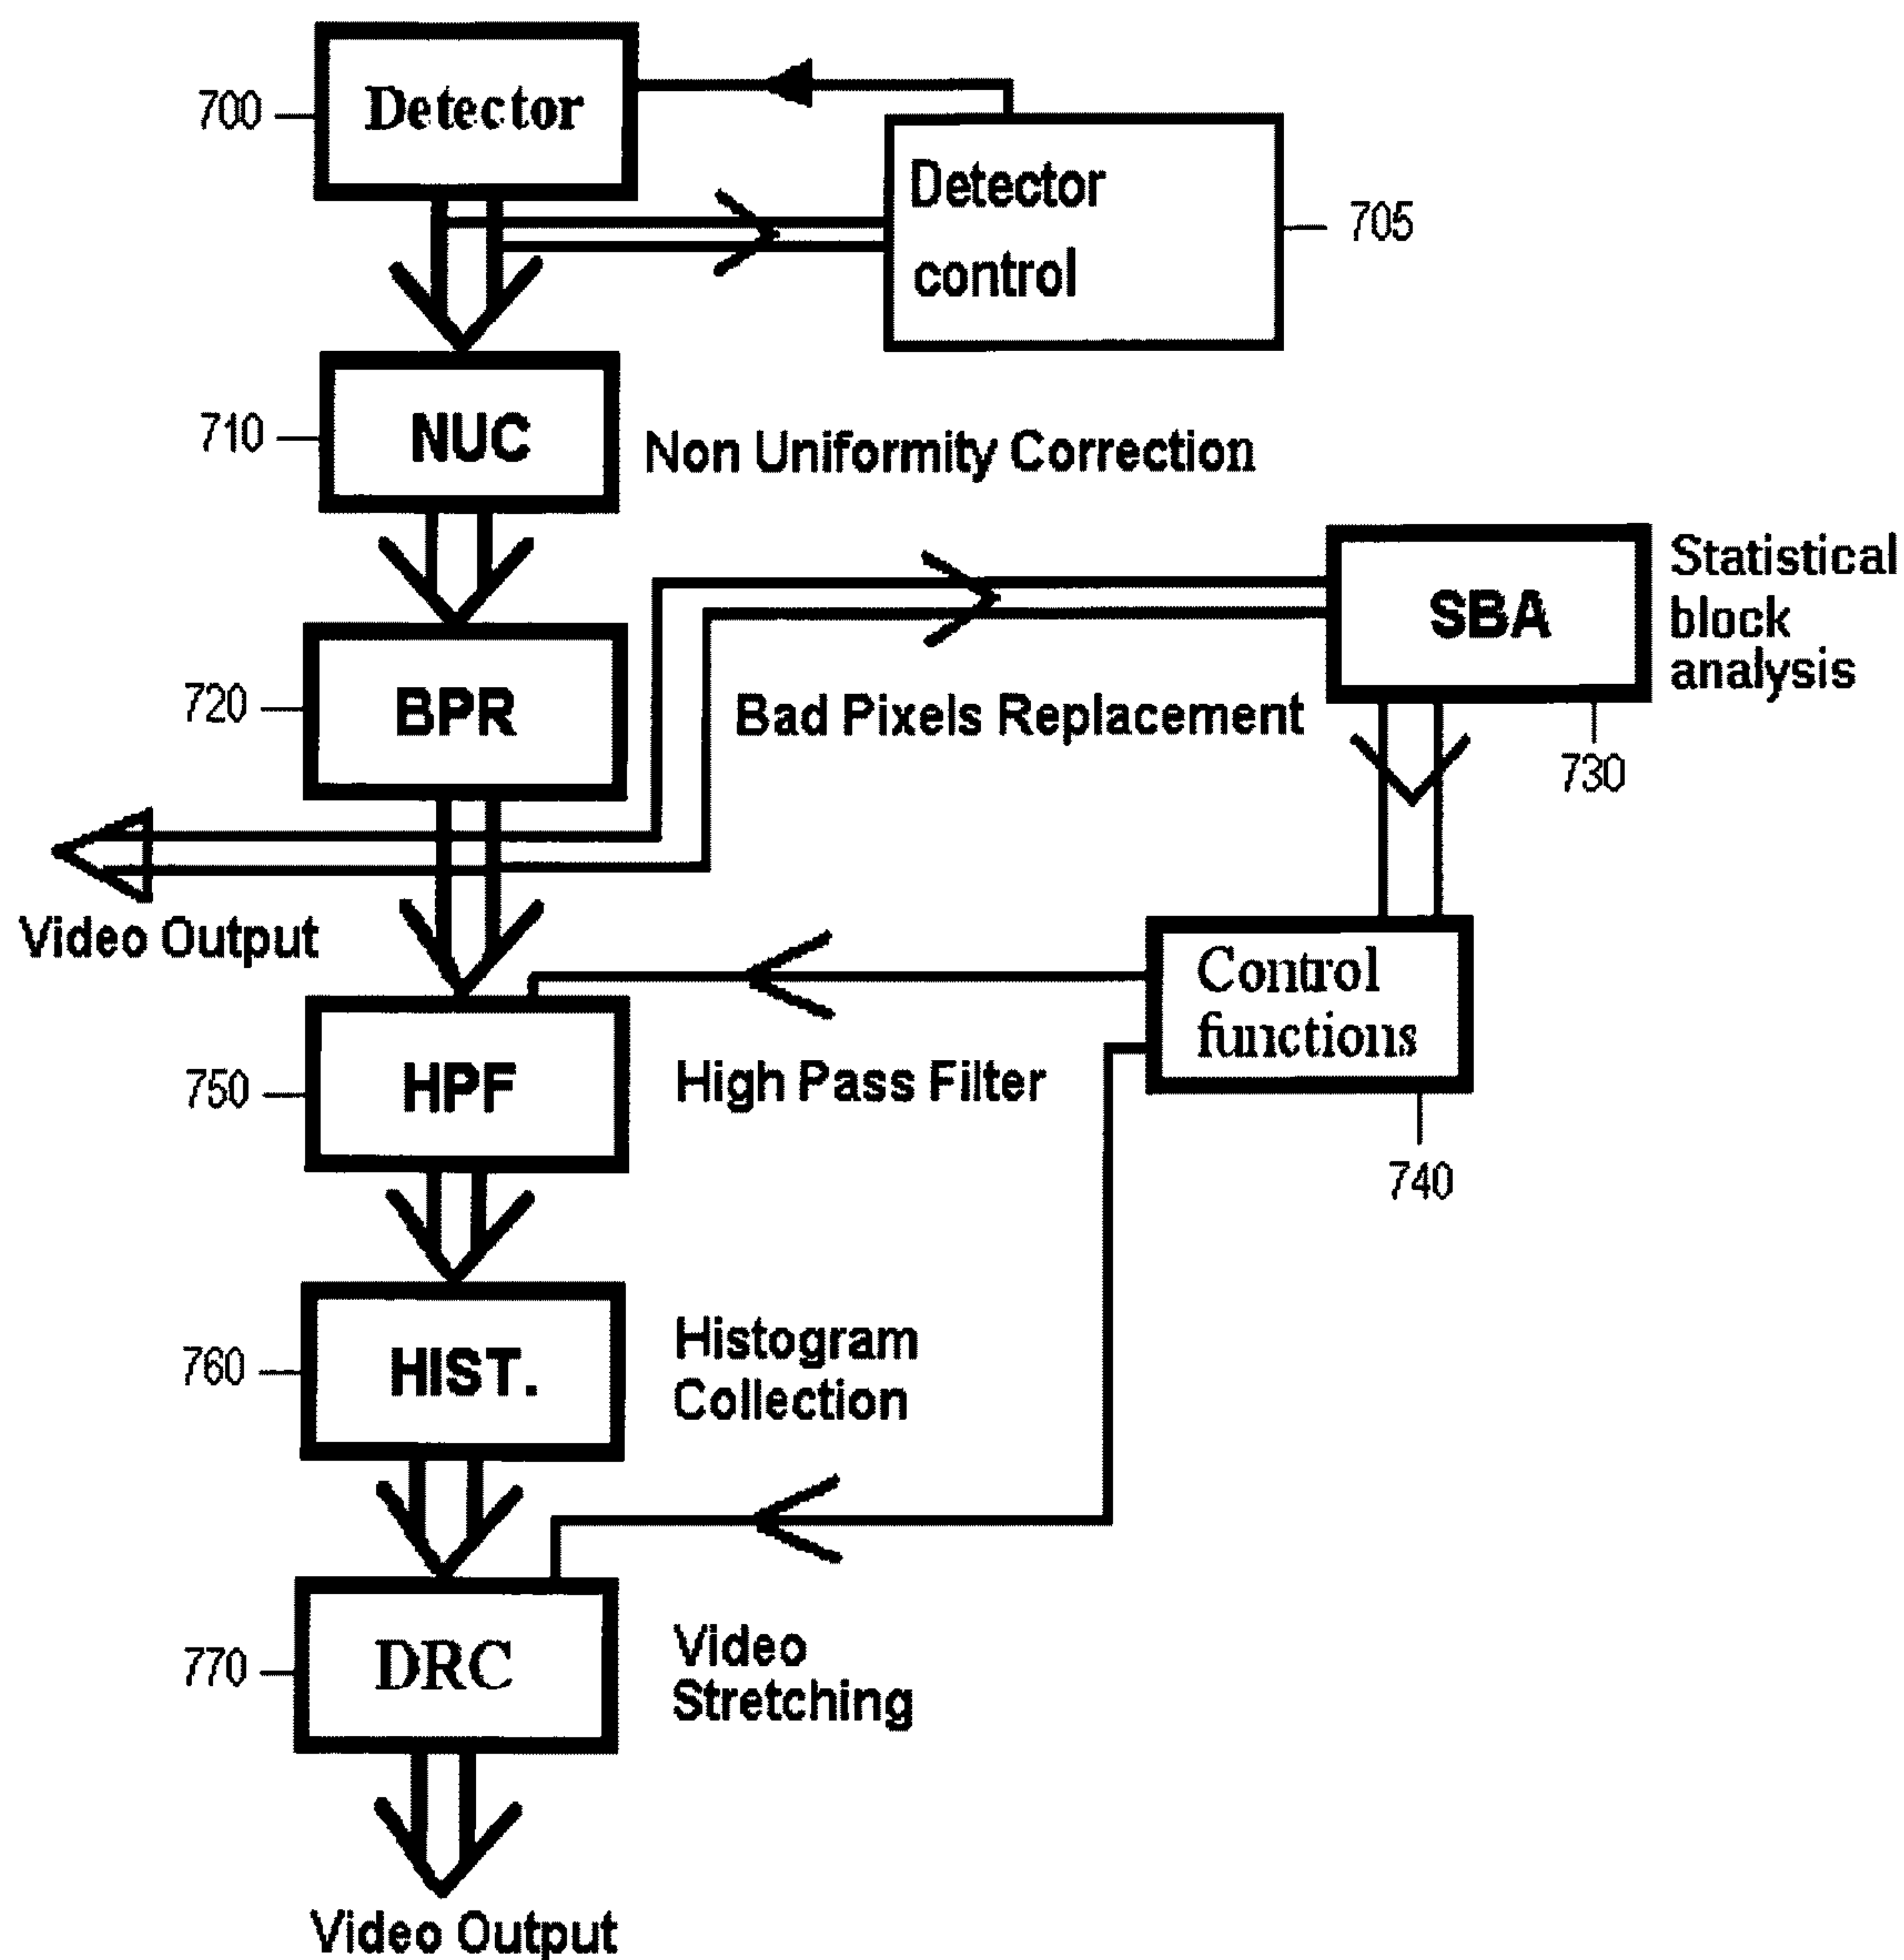 Detector
700
Detector
control
705
NUC
710
Non Uniformity Correction
SBA
Statistical
block
analysis
730
BPR
720
Bad Pixels Replacement
Video Output
Control
functions
740
HPF
750
High Pass Filter
HIST.
760
Histogram
Collection
DRC
770
Video
Stretching
Video Output